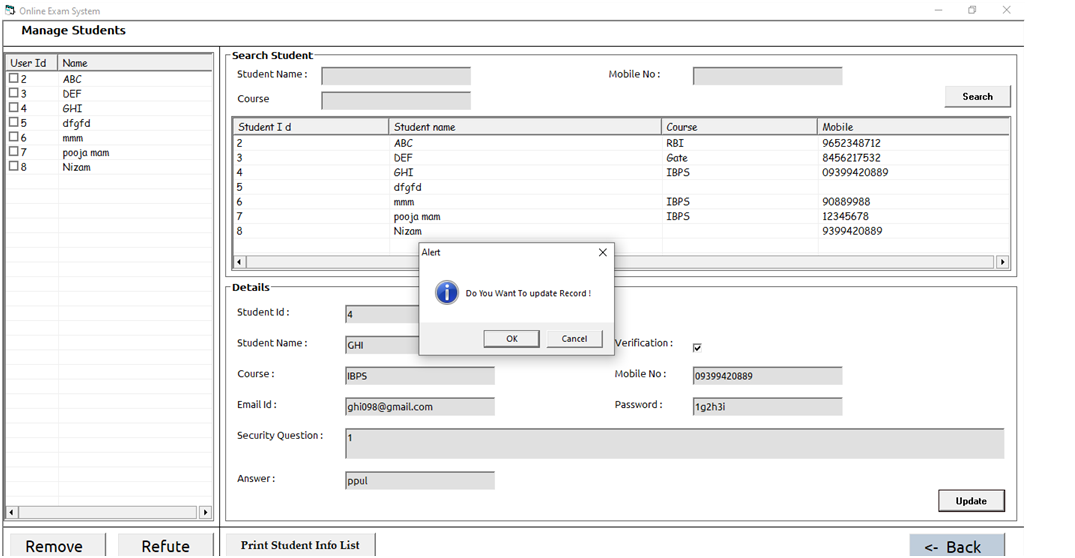 Online Exam System
Manage Students
User Id Name
2 ABC
3 DEF
4 GHI
5 dfgfd
6 mmm
7 pooja mam
8 Nizam
Search Student
Student Name : Mobile No :
Course
Search
Student I d Student name Course Mobile
2 ABC RBI 9652348712
3 DEF Gate 8456217532
4 GHI IBPS 09399420889
5 dfgfd
6 mmm IBPS 90889988
7 pooja mam IBPS 12345678
8 Nizam 9399420889
Alert
Do You Want To update Record !
OK Cancel
Details
Student Id : 4
Student Name : GHI Verification :
Course : IBPS Mobile No : 09399420889
Email Id : ghi098@gmail.com Password : 1g2h3i
Security Question : 1
Answer : ppul
Update
Remove Refute Print Student Info List <- Back